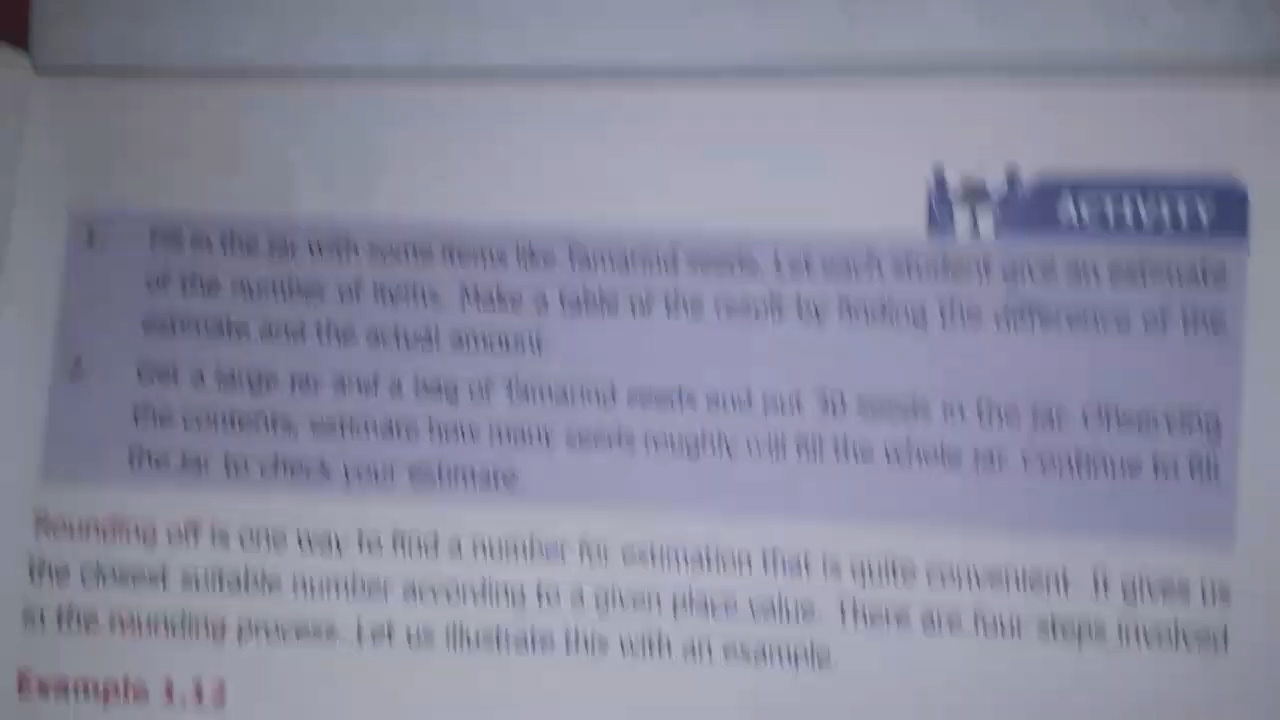 ACTIVITY
1. Fill in the jar with some items like Tamarind seeds. Let each student give an estimate
of the number of items. Make a table of the result by finding the difference of the
estimate and the actual amount.
2. Get a large jar and a bag of Tamarind seeds and put 30 seeds in the jar. Observing
the contents, estimate how many seeds roughly will fill the whole jar. Continue to fill
the jar to check your estimate.
Rounding off is one way to find a number for estimation that is quite convenient. It gives us
the closest suitable number according to a given place value. There are four steps involved
in the rounding process. Let us illustrate this with an example.
Example